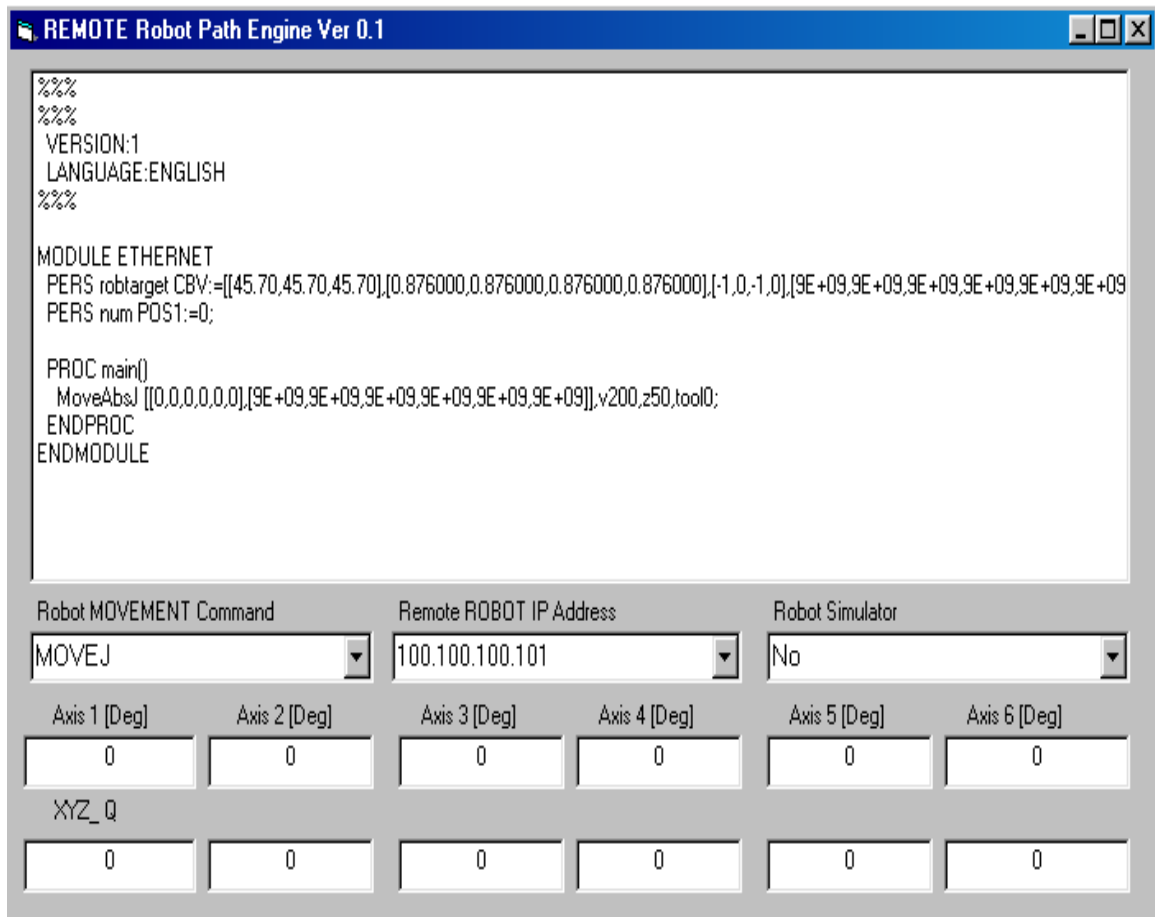 REMOTE Robot Path Engine Ver 0.1
%%%
%%%
VERSION:1
LANGUAGE:ENGLISH
%%%
MODULE ETHERNET
PERS robtarget CBV:=[[45.70,45.70,45.70],[0.876000,0.876000,0.876000,0.876000],[-1,0,-1,0],[9E+09,9E+09,9E+09,9E+09,9E+09,9E+09
PERS num POS1:=0;
PROC main()
MoveAbsJ [[0,0,0,0,0,0],[9E+09,9E+09,9E+09,9E+09,9E+09,9E+09]],v200,z50,tool0;
ENDPROC
ENDMODULE
Robot MOVEMENT Command Remote ROBOT IP Address Robot Simulator
MOVEJ 100.100.100.101 No
Axis 1 [Deg] Axis 2 [Deg] Axis 3 [Deg] Axis 4 [Deg] Axis 5 [Deg] Axis 6 [Deg]
0 0 0 0 0 0
XYZ_ Q
0 0 0 0 0 0